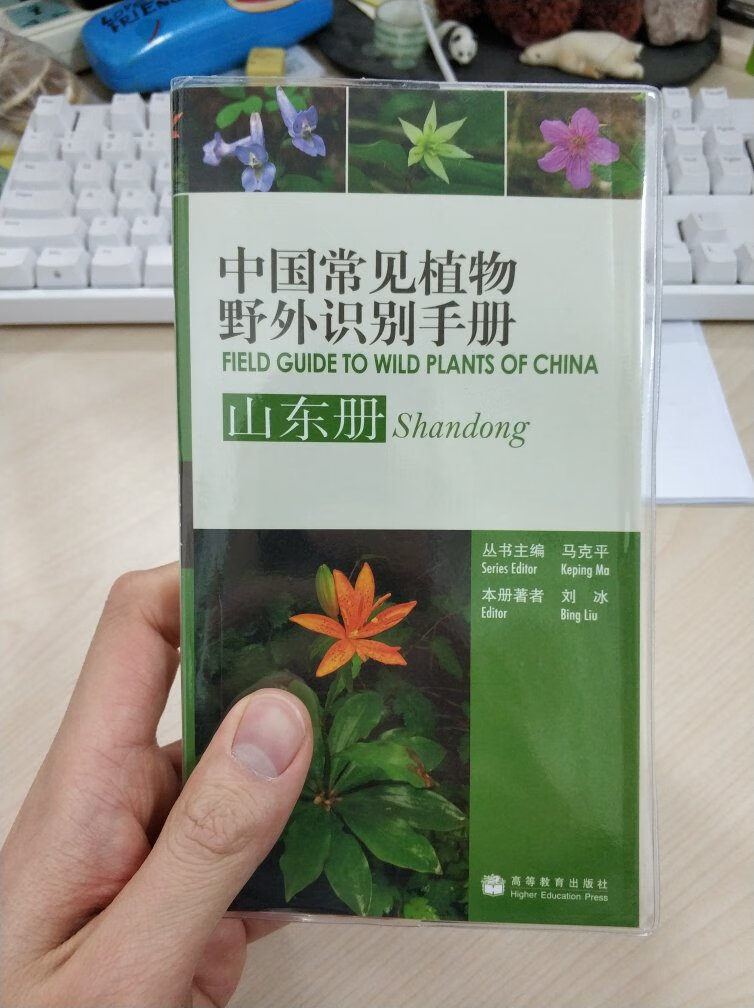 LOVE
FRIEN
中国常见植物
野外识别手册
FIELD GUIDE TO WILD PLANTS OF CHINA
山东册 Shandong
丛书主编 马克平
Series Editor Keping Ma
本册著者 刘 冰
Editor Bing Liu
高等教育出版社
Higher Education Press